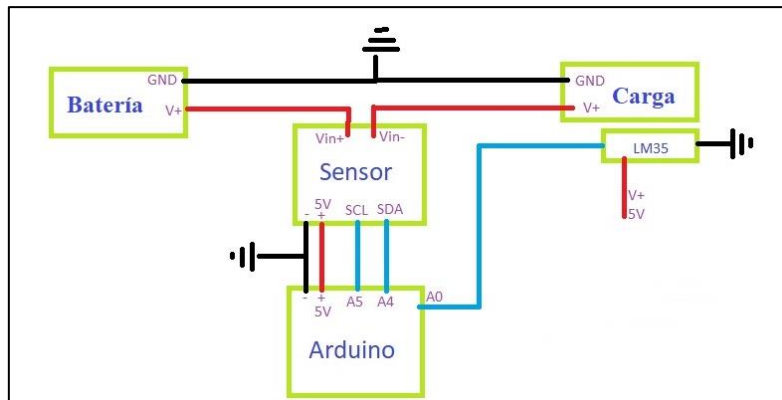 GND
Batería
V+
GND
V+
Carga
Vin+
Vin-
Sensor
5V
- +
SCL
SDA
LM35
V+
5V
- +
5V
A5
A4
A0
Arduino